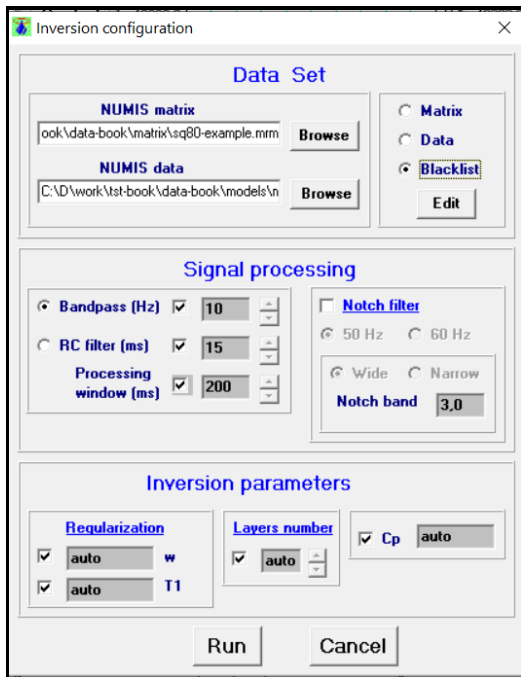 Inversion configuration
Data Set
NUMIS matrix
ook\data-book\matrix\sq80-example.mrm
Browse
NUMIS data
C:\D\work\tst-book\data-book\models\n
Browse
Matrix
Data
Blacklist
Edit
Signal processing
Bandpass (Hz) 10
RC filter (ms) 15
Processing
window (ms) 200
Notch filter
50 Hz 60 Hz
Wide Narrow
Notch band 3,0
Inversion parameters
Regularization
auto w
auto T1
Layers number
auto
Cp auto
Run Cancel